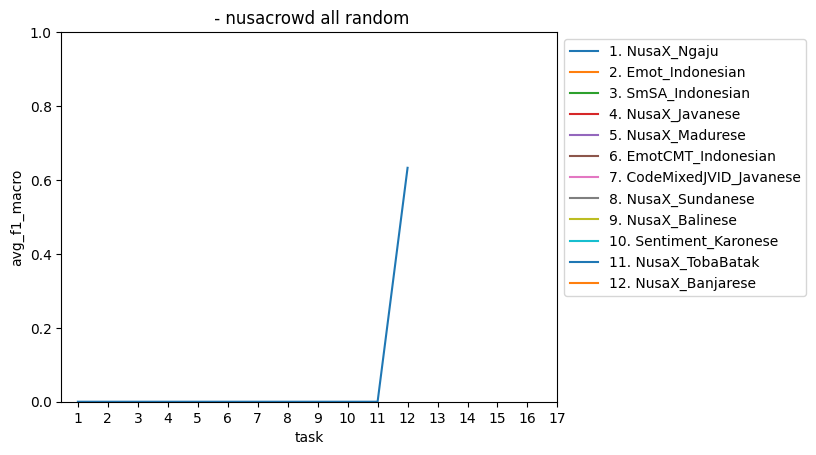 - nusacrowd all random
1.0
0.8
0.6
0.4
0.2
0.0
avg_f1_macro
1 2 3 4 5 6 7 8 9 10 11 12 13 14 15 16 17
task
1. NusaX_Ngaju
2. Emot_Indonesian
3. SmSA_Indonesian
4. NusaX_Javanese
5. NusaX_Madurese
6. EmotCMT_Indonesian
7. CodeMixedJVID_Javanese
8. NusaX_Sundanese
9. NusaX_Balinese
10. Sentiment_Karonese
11. NusaX_TobaBatak
12. NusaX_Banjarese